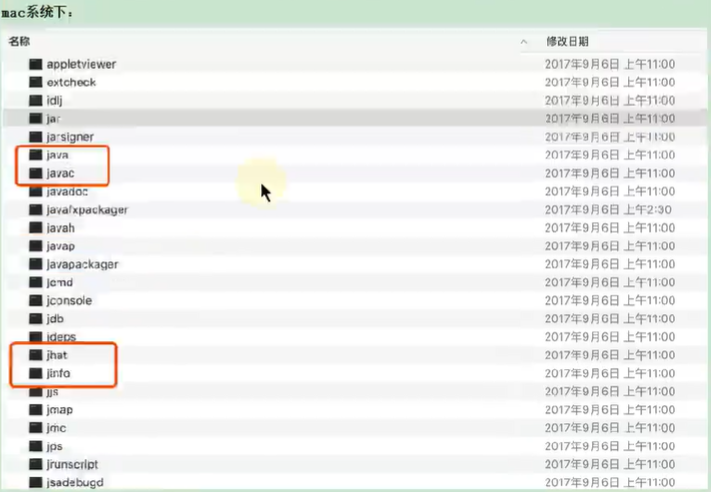 mac系统下：
名称 修改日期
appletviewer 2017年9月6日 上午11:00
extcheck 2017年9月6日 上午11:00
idlj 2017年9月6日 上午11:00
jar 2017年9月6日 上午11:00
jarsigner 2017年9月6日 上午11:00
java 2017年9月6日 上午11:00
javac 2017年9月6日 上午11:00
javadoc 2017年9月6日 上午11:00
javafxpackager 2017年9月6日 上午2:30
javah 2017年9月6日 上午11:00
javap 2017年9月6日 上午11:00
javapackager 2017年9月6日 上午11:00
jcmd 2017年9月6日 上午11:00
jconsole 2017年9月6日 上午11:00
jdb 2017年9月6日 上午11:00
jdeps 2017年9月6日 上午11:00
jhat 2017年9月6日 上午11:00
jinfo 2017年9月6日 上午11:00
jjs 2017年9月6日 上午11:00
jmap 2017年9月6日 上午11:00
jmc 2017年9月6日 上午11:00
jps 2017年9月6日 上午11:00
jrunscript 2017年9月6日 上午11:00
jsadebugd 2017年9月6日 上午11:00